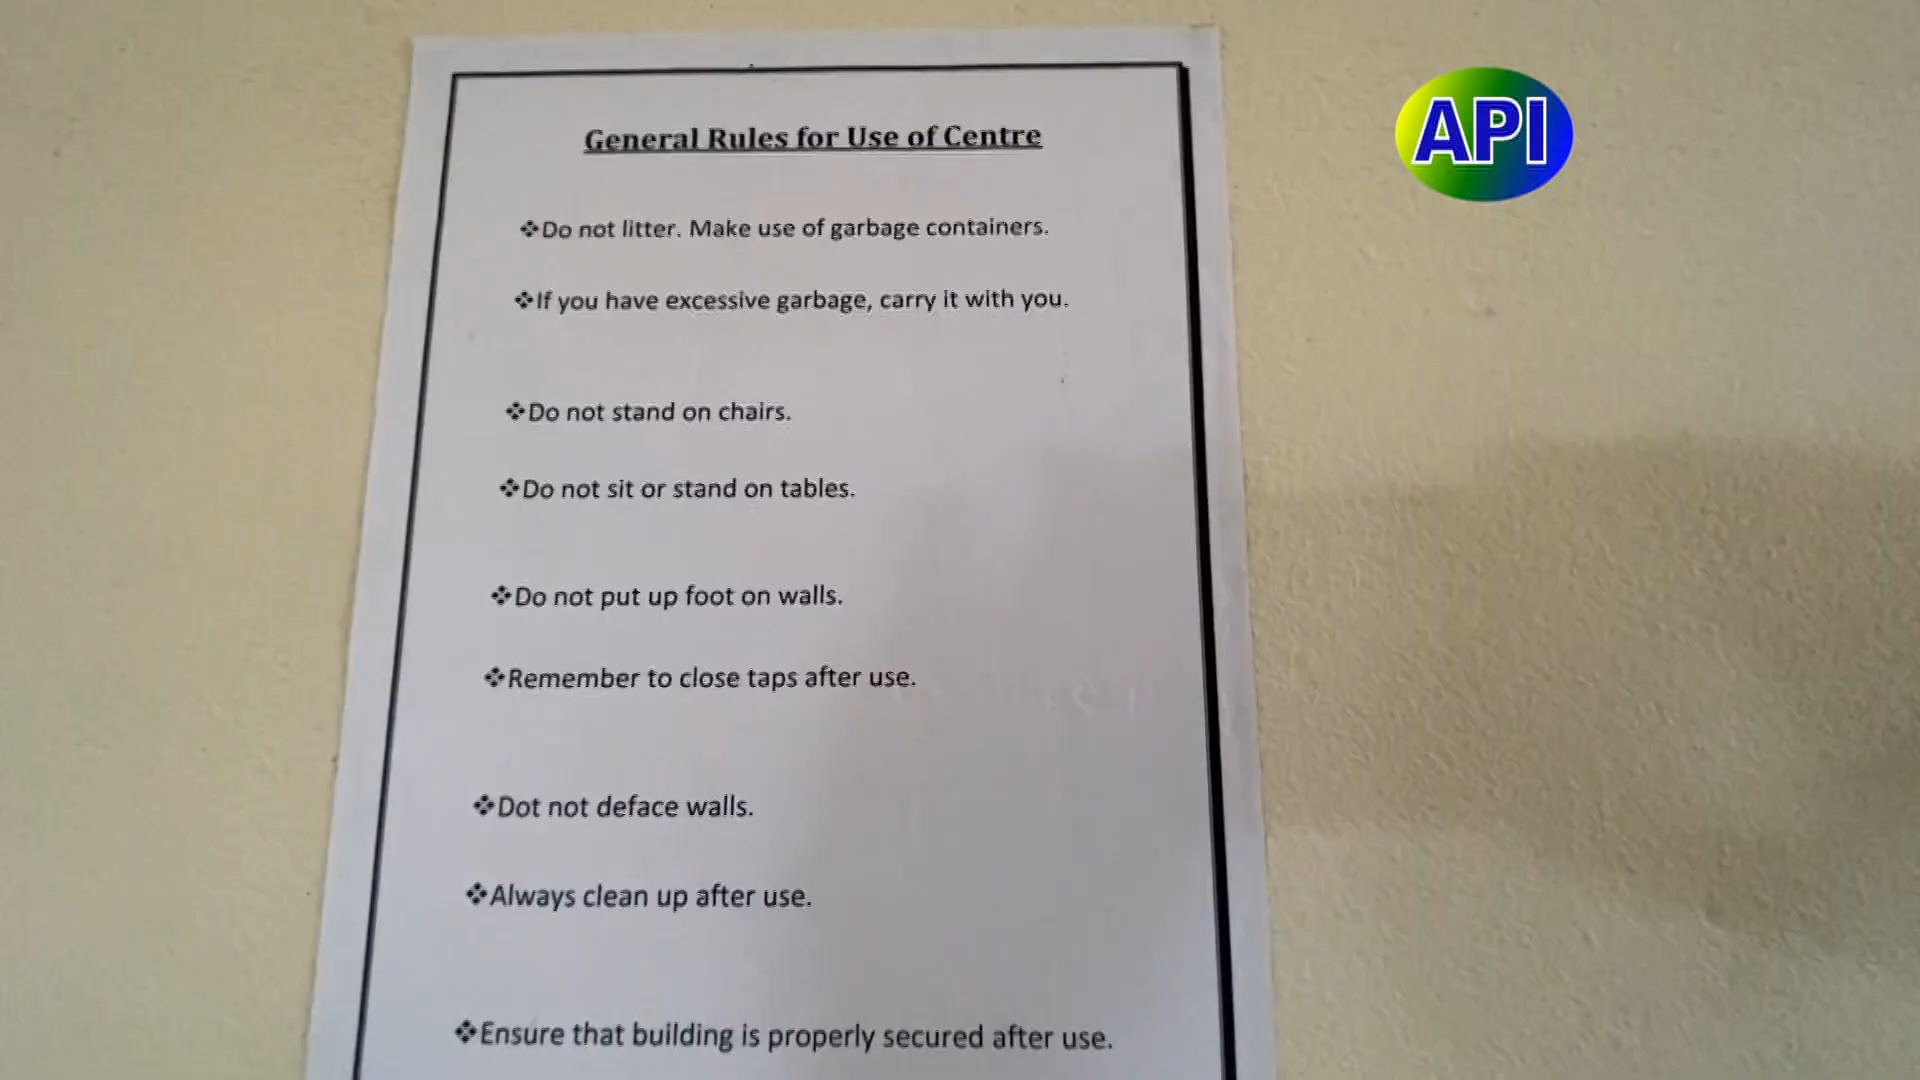 General Rules for Use of Centre
API
❖Do not litter. Make use of garbage containers.
❖If you have excessive garbage, carry it with you.
❖Do not stand on chairs.
❖Do not sit or stand on tables.
❖Do not put up foot on walls.
❖Remember to close taps after use.
❖Dot not deface walls.
❖Always clean up after use.
❖Ensure that building is properly secured after use.